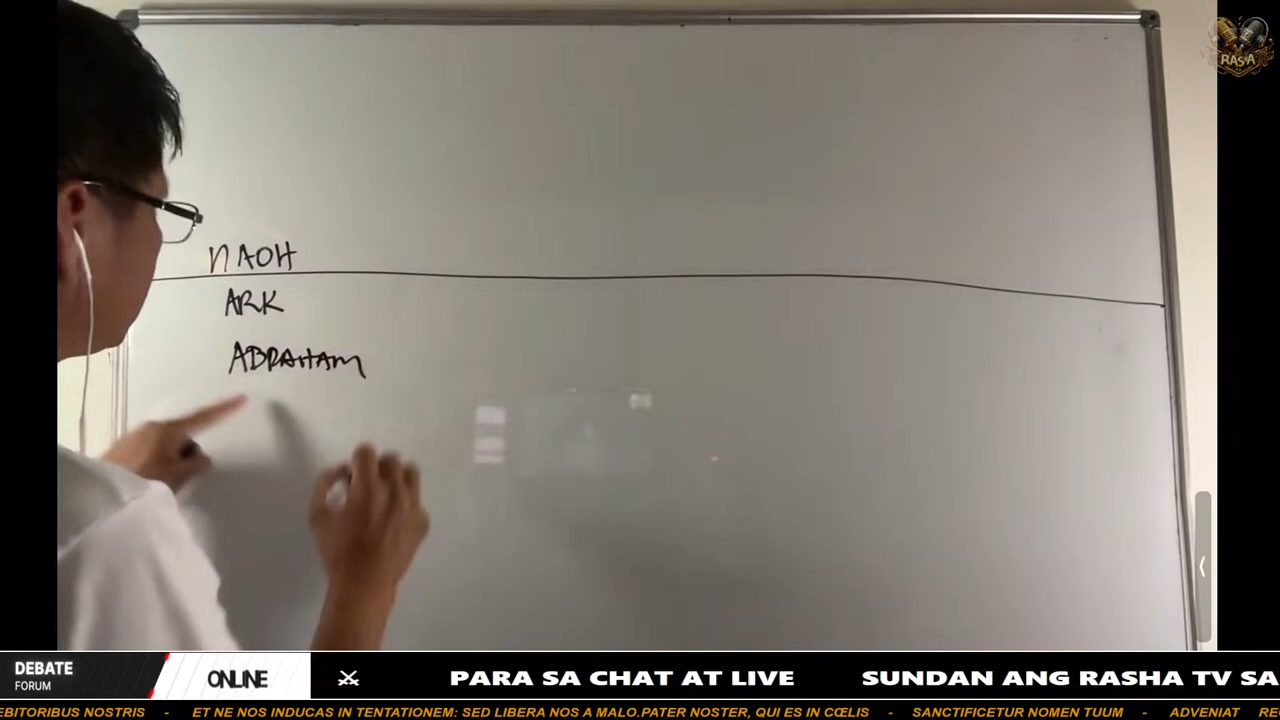 RASHA
NAOH
ARK
ABRAHAM
DEBATE
FORUM
ONLINE
PARA SA CHAT AT LIVE
SUNDAN ANG RASHA TV SA
EBITORIBUS NOSTRIS - ET NE NOS INDUCAS IN TENTATIONEM: SED LIBERA NOS A MALO.PATER NOSTER, QUI ES IN CŒLIS - SANCTIFICETUR NOMEN TUUM - ADVENIAT RE